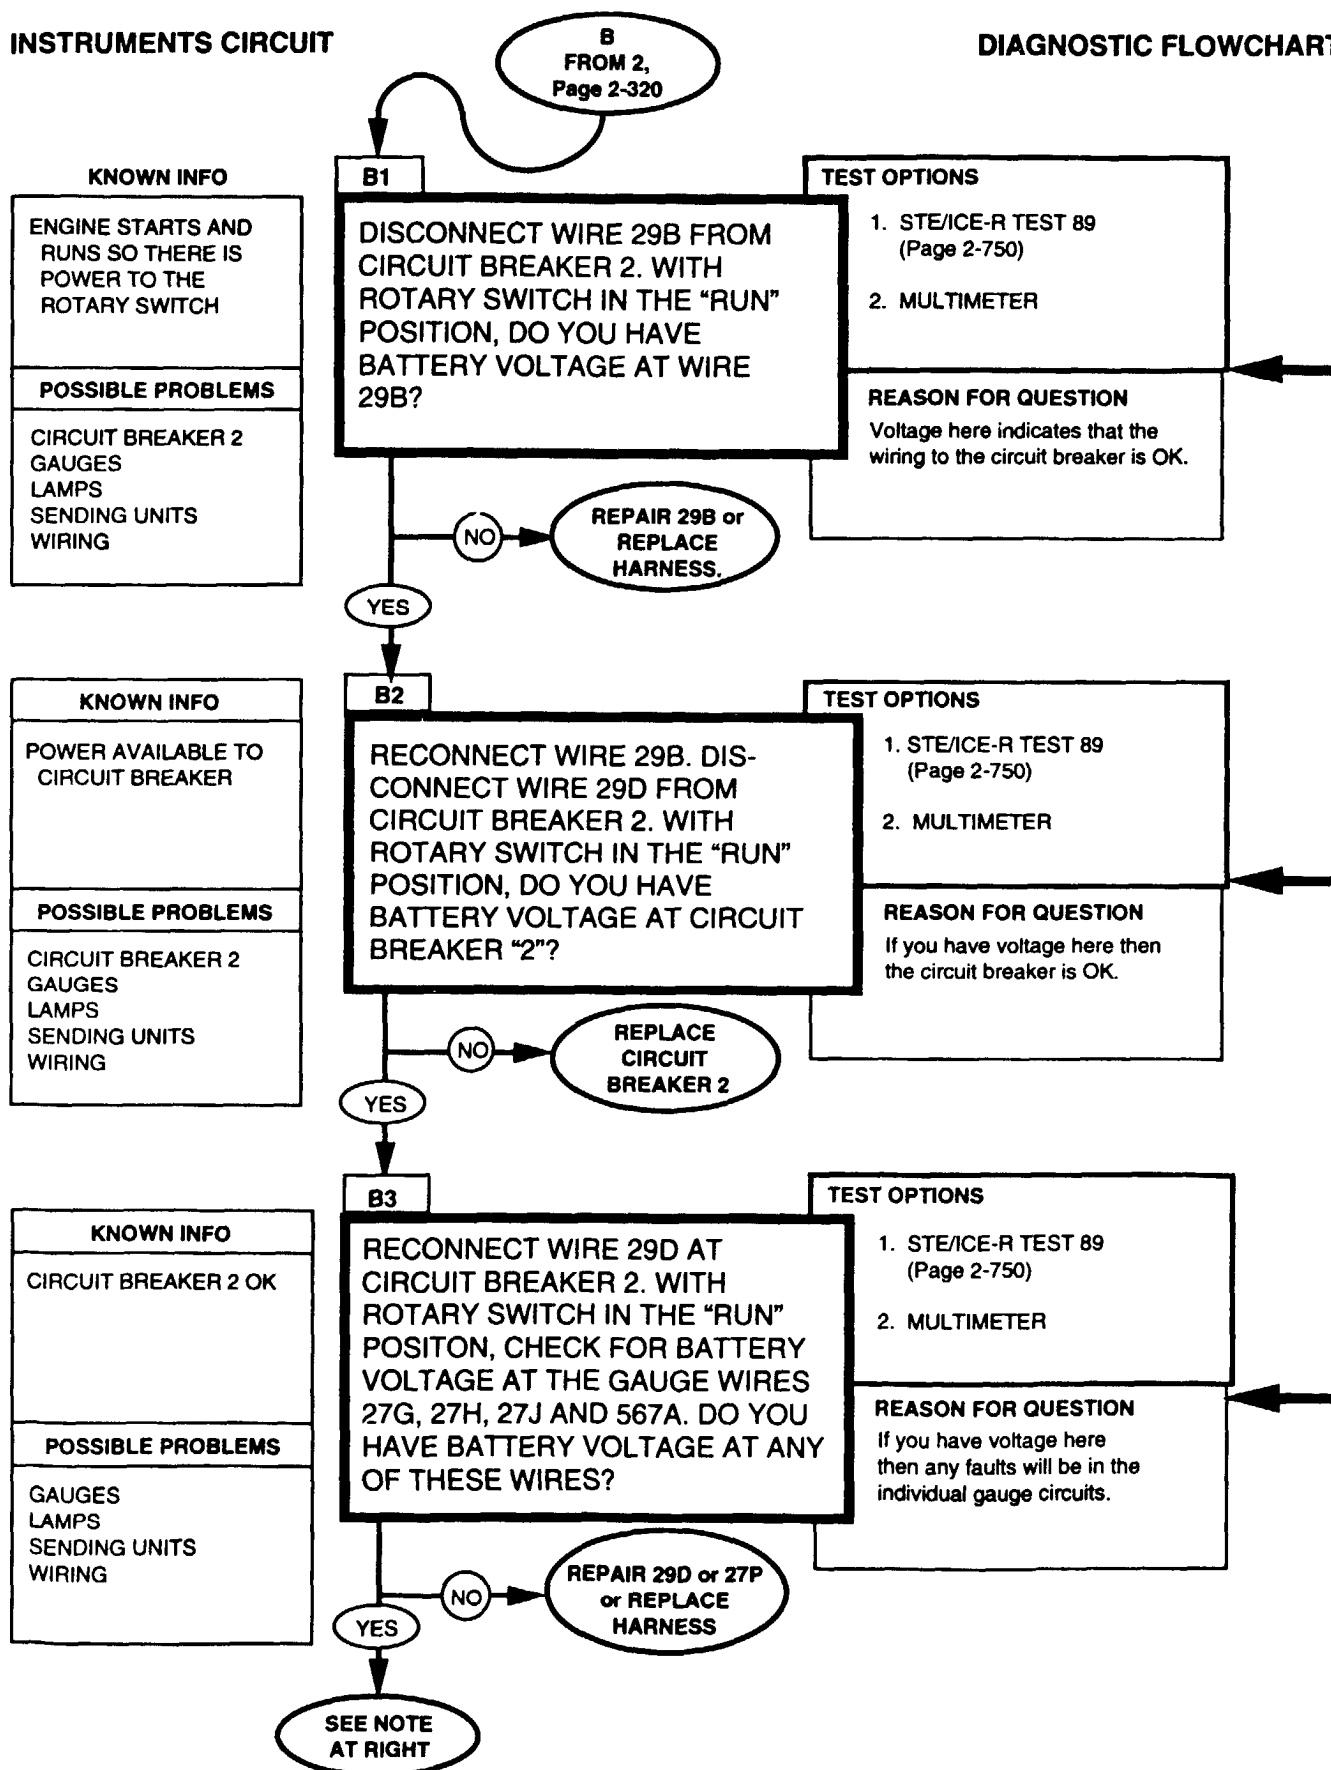 INSTRUMENTS CIRCUIT
DIAGNOSTIC FLOWCHART
B
FROM 2,
Page 2-320
KNOWN INFO
ENGINE STARTS AND
RUNS SO THERE IS
POWER TO THE
ROTARY SWITCH
POSSIBLE PROBLEMS
CIRCUIT BREAKER 2
GAUGES
LAMPS
SENDING UNITS
WIRING
B1
DISCONNECT WIRE 29B FROM
CIRCUIT BREAKER 2. WITH
ROTARY SWITCH IN THE “RUN”
POSITION, DO YOU HAVE
BATTERY VOLTAGE AT WIRE
29B?
TEST OPTIONS
1. STE/ICE-R TEST 89
(Page 2-750)
2. MULTIMETER
REASON FOR QUESTION
Voltage here indicates that the
wiring to the circuit breaker is OK.
NO
REPAIR 29B or
REPLACE
HARNESS.
YES
KNOWN INFO
POWER AVAILABLE TO
CIRCUIT BREAKER
POSSIBLE PROBLEMS
CIRCUIT BREAKER 2
GAUGES
LAMPS
SENDING UNITS
WIRING
B2
RECONNECT WIRE 29B. DIS-
CONNECT WIRE 29D FROM
CIRCUIT BREAKER 2. WITH
ROTARY SWITCH IN THE “RUN”
POSITION, DO YOU HAVE
BATTERY VOLTAGE AT CIRCUIT
BREAKER “2”?
TEST OPTIONS
1. STE/ICE-R TEST 89
(Page 2-750)
2. MULTIMETER
REASON FOR QUESTION
If you have voltage here then
the circuit breaker is OK.
NO
REPLACE
CIRCUIT
BREAKER 2
YES
KNOWN INFO
CIRCUIT BREAKER 2 OK
POSSIBLE PROBLEMS
GAUGES
LAMPS
SENDING UNITS
WIRING
B3
RECONNECT WIRE 29D AT
CIRCUIT BREAKER 2. WITH
ROTARY SWITCH IN THE “RUN”
POSITON, CHECK FOR BATTERY
VOLTAGE AT THE GAUGE WIRES
27G, 27H, 27J AND 567A. DO YOU
HAVE BATTERY VOLTAGE AT ANY
OF THESE WIRES?
TEST OPTIONS
1. STE/ICE-R TEST 89
(Page 2-750)
2. MULTIMETER
REASON FOR QUESTION
If you have voltage here
then any faults will be in the
individual gauge circuits.
NO
REPAIR 29D or 27P
or REPLACE
HARNESS
YES
SEE NOTE
AT RIGHT